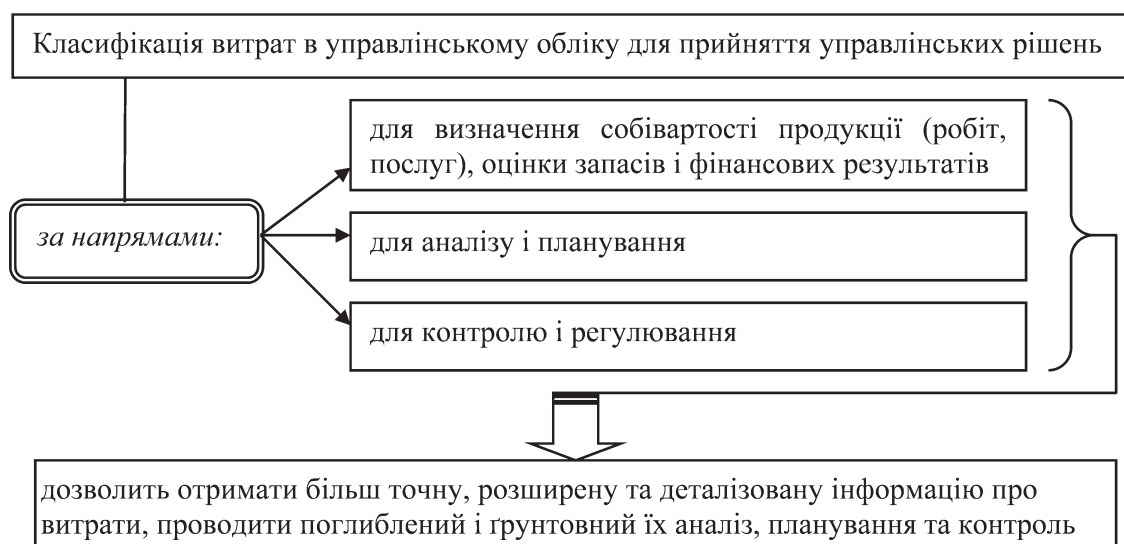 Класифікація витрат в управлінському обліку для прийняття управлінських рішень
для визначення собівартості продукції (робіт,
послуг), оцінки запасів і фінансових результатів
за напрямами:
для аналізу і планування
для контролю і регулювання
дозволить отримати більш точну, розширену та деталізовану інформацію про
витрати, проводити поглиблений і ґрунтовний їх аналіз, планування та контроль